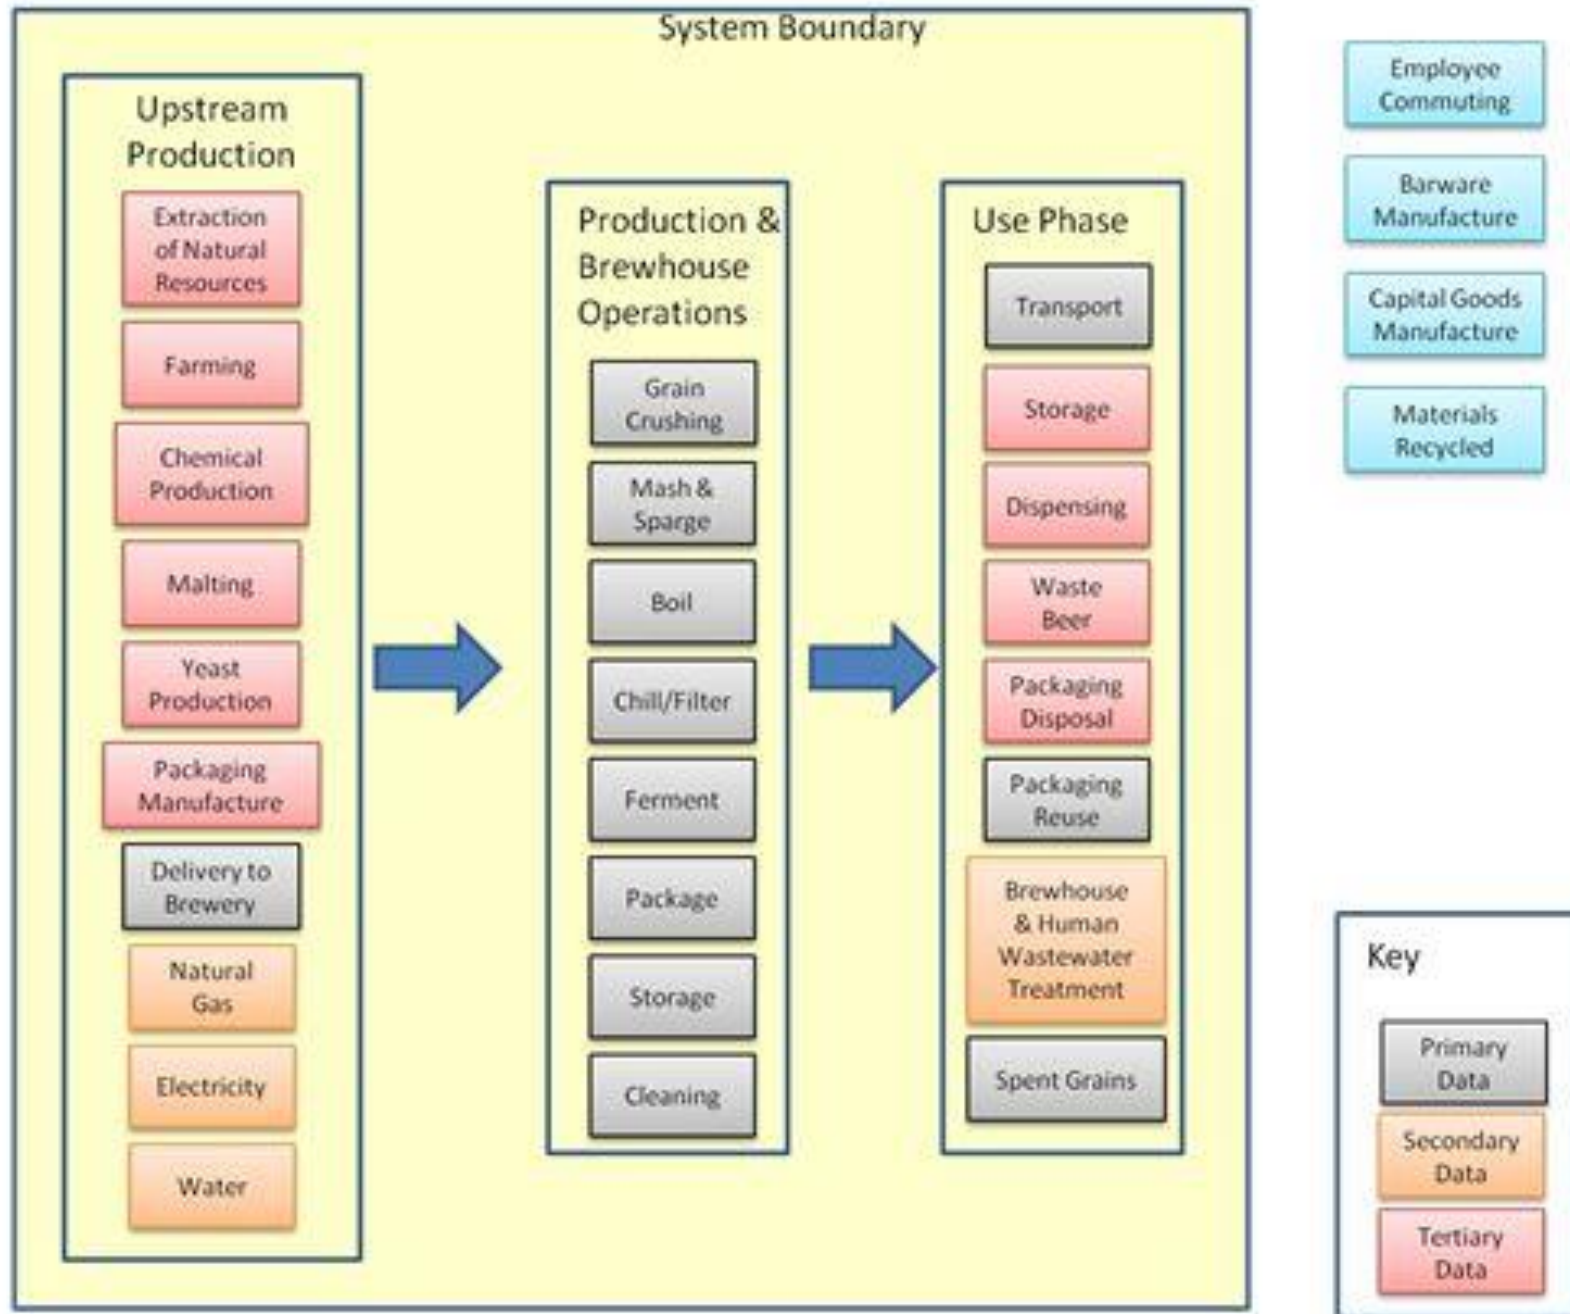 System Boundary
Upstream
Production
Extraction
of Natural
Resources
Farming
Chemical
Production
Malting
Yeast
Production
Packaging
Manufacture
Delivery to
Brewery
Natural
Gas
Electricity
Water
Production &
Brewhouse
Operations
Grain
Crushing
Mash &
Sparge
Boil
Chill/Filter
Ferment
Package
Storage
Cleaning
Use Phase
Transport
Storage
Dispensing
Waste
Beer
Packaging
Disposal
Packaging
Reuse
Brewhouse
& Human
Wastewater
Treatment
Spent Grains
Employee
Commuting
Barware
Manufacture
Capital Goods
Manufacture
Materials
Recycled
Key
Primary
Data
Secondary
Data
Tertiary
Data